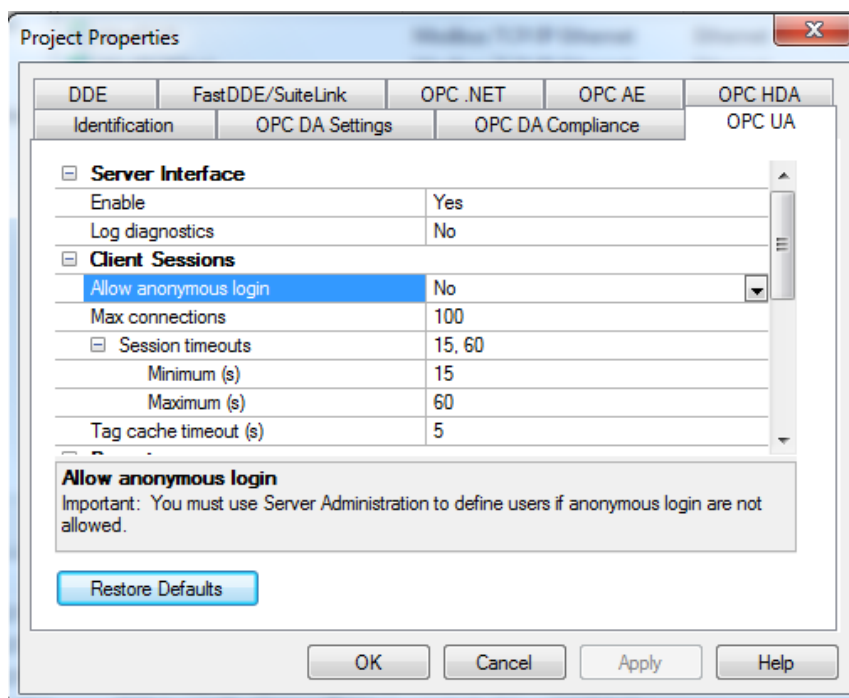 Project Properties
DDE FastDDE/SuiteLink OPC .NET OPC AE OPC HDA
Identification OPC DA Settings OPC DA Compliance OPC UA
Server Interface
Enable Yes
Log diagnostics No
Client Sessions
Allow anonymous login No
Max connections 100
Session timeouts 15, 60
Minimum (s) 15
Maximum (s) 60
Tag cache timeout (s) 5
Allow anonymous login
Important: You must use Server Administration to define users if anonymous login are not
allowed.
Restore Defaults
OK Cancel Apply Help